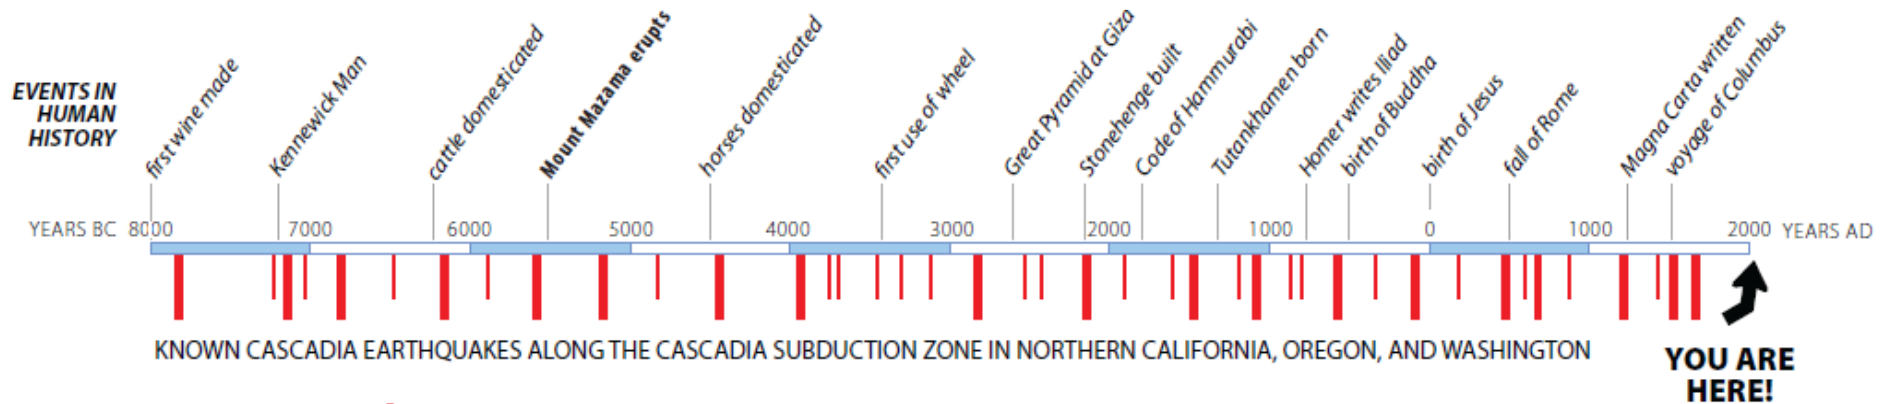 EVENTS IN
HUMAN
HISTORY
first wine made
Kennewick Man
cattle domesticated
Mount Mazama erupts
horses domesticated
first use of wheel
Great Pyramid at Giza
Stonehenge built
Code of Hammurabi
Tutankhamen born
Homer writes Iliad
birth of Buddha
birth of Jesus
fall of Rome
Magna Carta written
voyage of Columbus
YEARS BC 8000 7000 6000 5000 4000 3000 2000 1000 0 1000 2000 YEARS AD
KNOWN CASCADIA EARTHQUAKES ALONG THE CASCADIA SUBDUCTION ZONE IN NORTHERN CALIFORNIA, OREGON, AND WASHINGTON
YOU ARE
HERE!